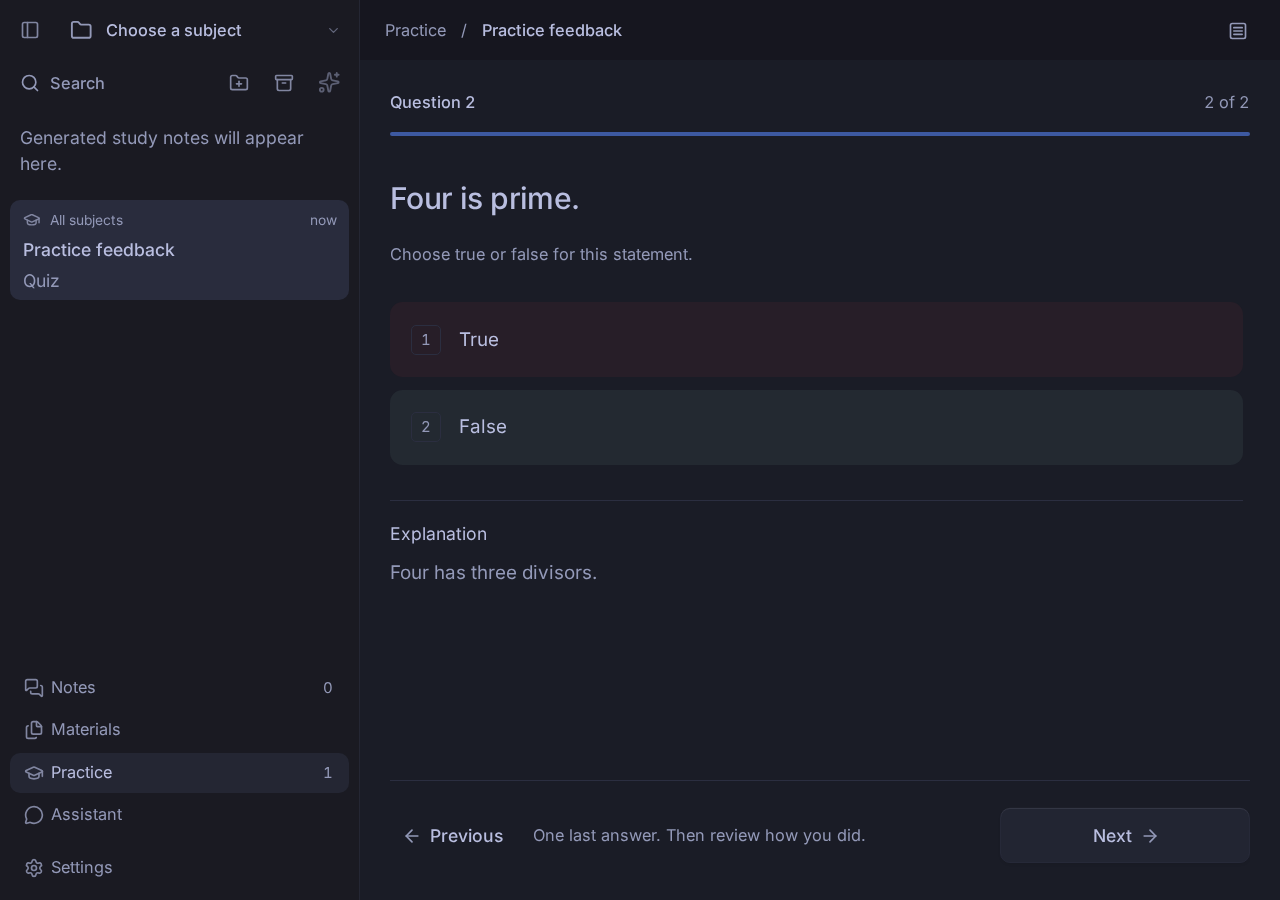 Choose a subject
Search
Generated study notes will appear
here.
All subjects now
Practice feedback
Quiz
Notes 0
Materials
Practice 1
Assistant
Settings
Practice / Practice feedback
Question 2 2 of 2
Four is prime.
Choose true or false for this statement.
1 True
2 False
Explanation
Four has three divisors.
Previous One last answer. Then review how you did. Next